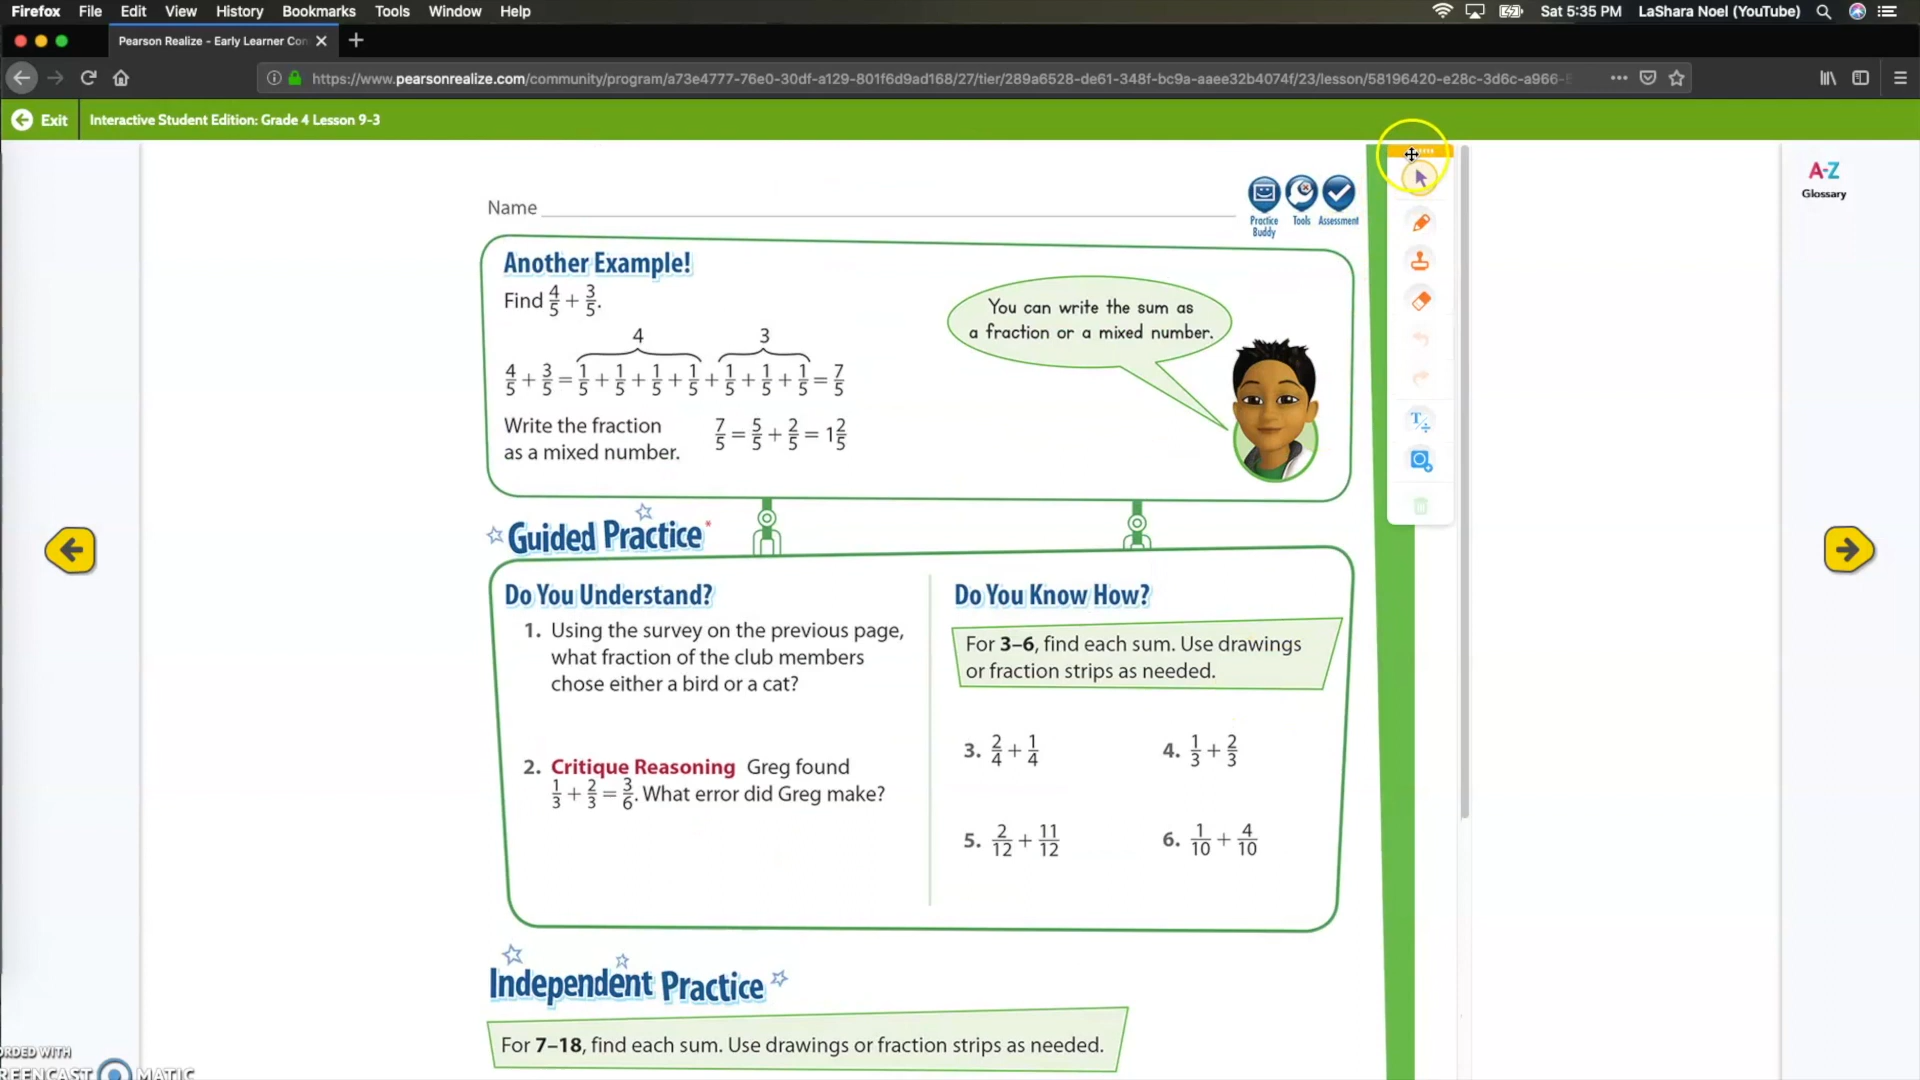 Firefox File Edit View History Bookmarks Tools Window Help Sat 5:35 PM LaShara Noel (YouTube)
Pearson Realize - Early Learner Con
https://www.pearsonrealize.com/community/program/a73e4777-76e0-30df-a129-801f6d9ad168/27/tier/289a6528-de61-348f-bc9a-aaee32b4074f/23/lesson/58196420-e28c-3d6c-a966-
Exit Interactive Student Edition: Grade 4 Lesson 9-3
A-Z
Glossary
Name
Practice Buddy Tools Assessment
Another Example!
Find 4/5 + 3/5.
You can write the sum as
a fraction or a mixed number.
4 3
4/5 + 3/5 = 1/5 + 1/5 + 1/5 + 1/5 + 1/5 + 1/5 + 1/5 = 7/5
Write the fraction
as a mixed number.
7/5 = 5/5 + 2/5 = 1 2/5
Guided Practice*
Do You Understand?
1. Using the survey on the previous page,
what fraction of the club members
chose either a bird or a cat?
2. Critique Reasoning Greg found
1/3 + 2/3 = 3/6. What error did Greg make?
Do You Know How?
For 3–6, find each sum. Use drawings
or fraction strips as needed.
3. 2/4 + 1/4 4. 1/3 + 2/3
5. 2/12 + 11/12 6. 1/10 + 4/10
Independent Practice
For 7–18, find each sum. Use drawings or fraction strips as needed.
ORDED WITH
REENCAST MATIC